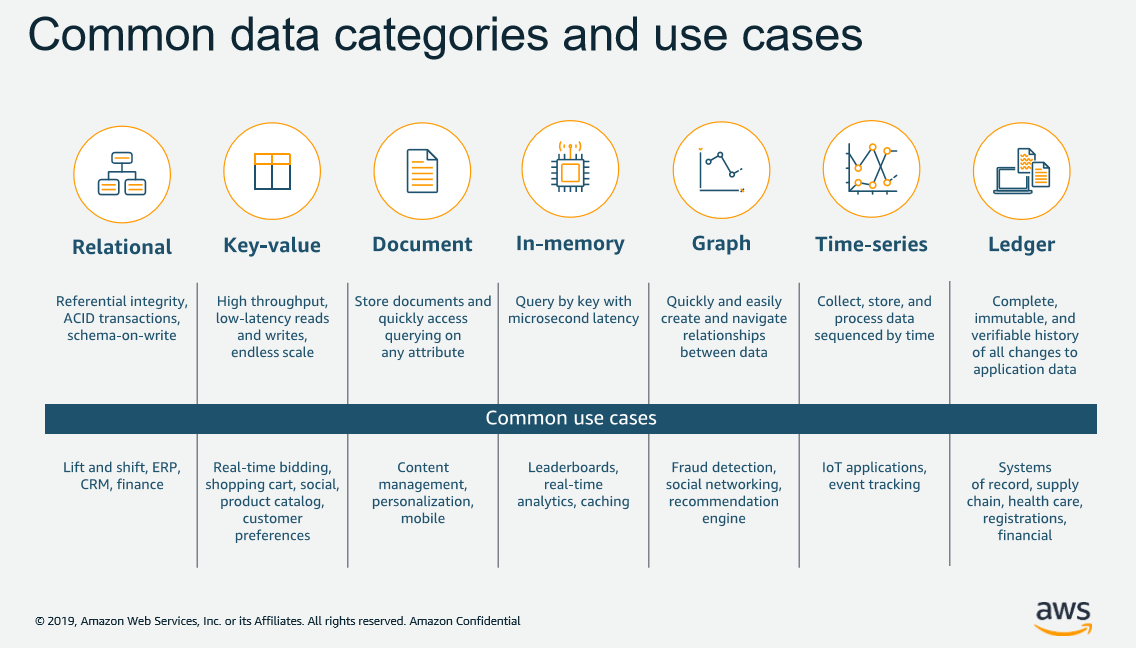 Common data categories and use cases
Relational
Key-value
Document
In-memory
Graph
Time-series
Ledger
Referential integrity,
ACID transactions,
schema-on-write
High throughput,
low-latency reads
and writes,
endless scale
Store documents and
quickly access
querying on
any attribute
Query by key with
microsecond latency
Quickly and easily
create and navigate
relationships
between data
Collect, store, and
process data
sequenced by time
Complete,
immutable, and
verifiable history
of all changes to
application data
Common use cases
Lift and shift, ERP,
CRM, finance
Real-time bidding,
shopping cart, social,
product catalog,
customer
preferences
Content
management,
personalization,
mobile
Leaderboards,
real-time
analytics, caching
Fraud detection,
social networking,
recommendation
engine
IoT applications,
event tracking
Systems
of record, supply
chain, health care,
registrations,
financial
© 2019, Amazon Web Services, Inc. or its Affiliates. All rights reserved. Amazon Confidential
aws